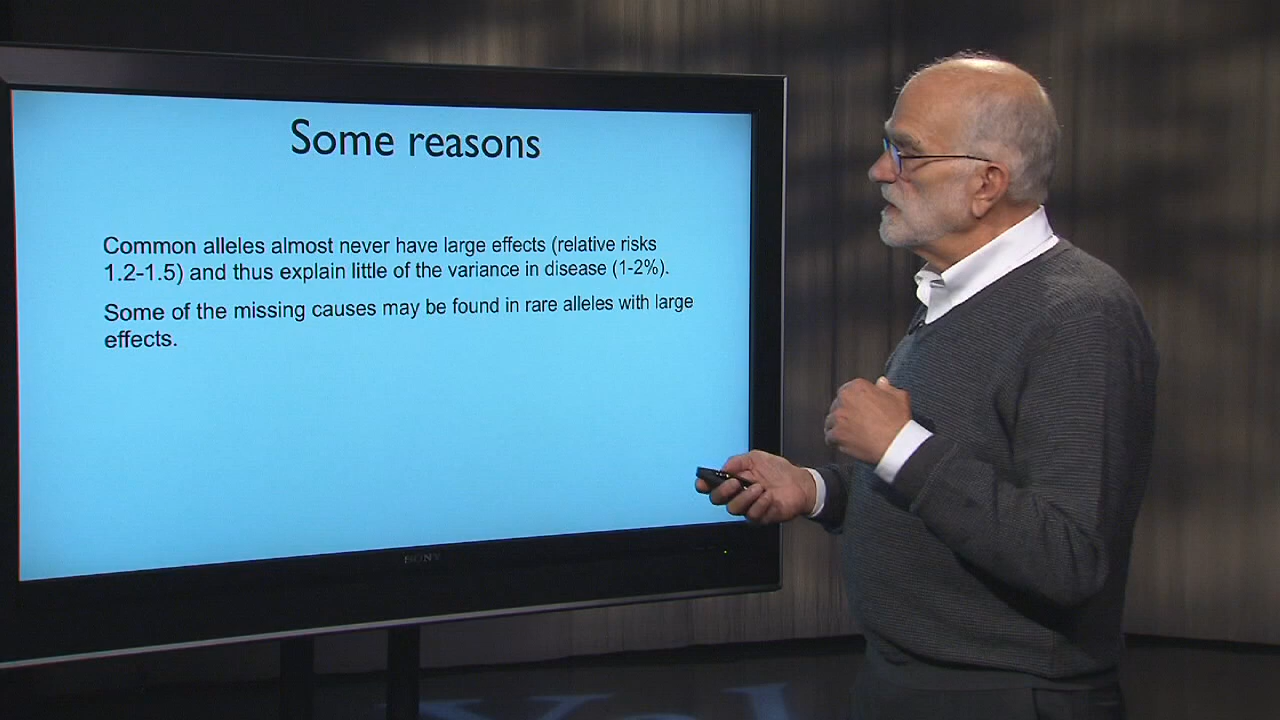 Some reasons
Common alleles almost never have large effects (relative risks
1.2-1.5) and thus explain little of the variance in disease (1-2%).
Some of the missing causes may be found in rare alleles with large
effects.
SONY